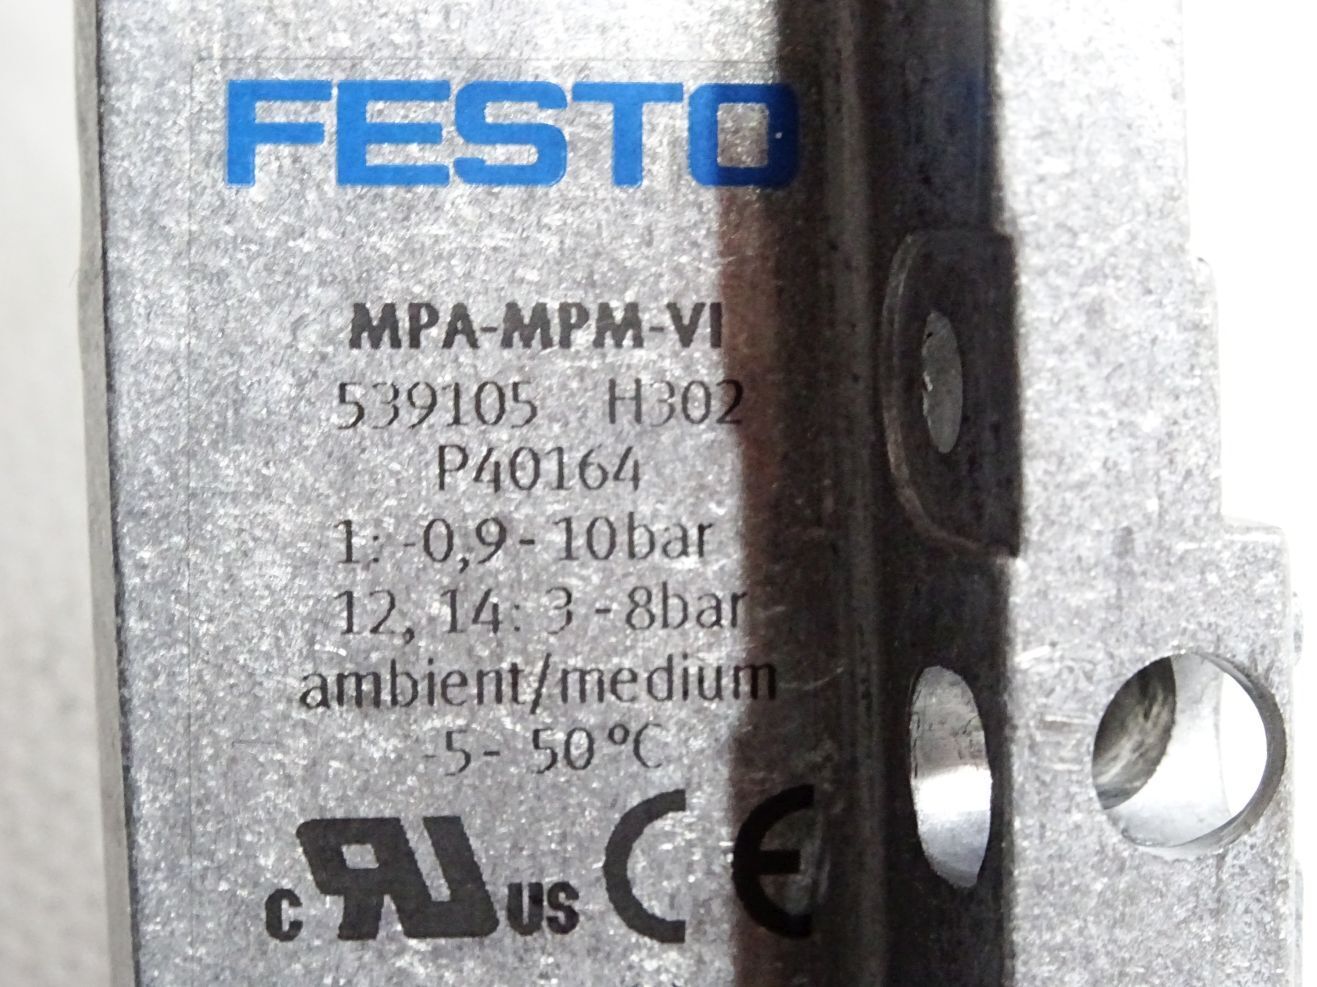 FESTO
MPA-MPM-VI
539105 H302
P40164
1: -0,9 - 10bar
12, 14: 3 - 8bar
ambient/medium
-5 - 50°C
c RU US CE